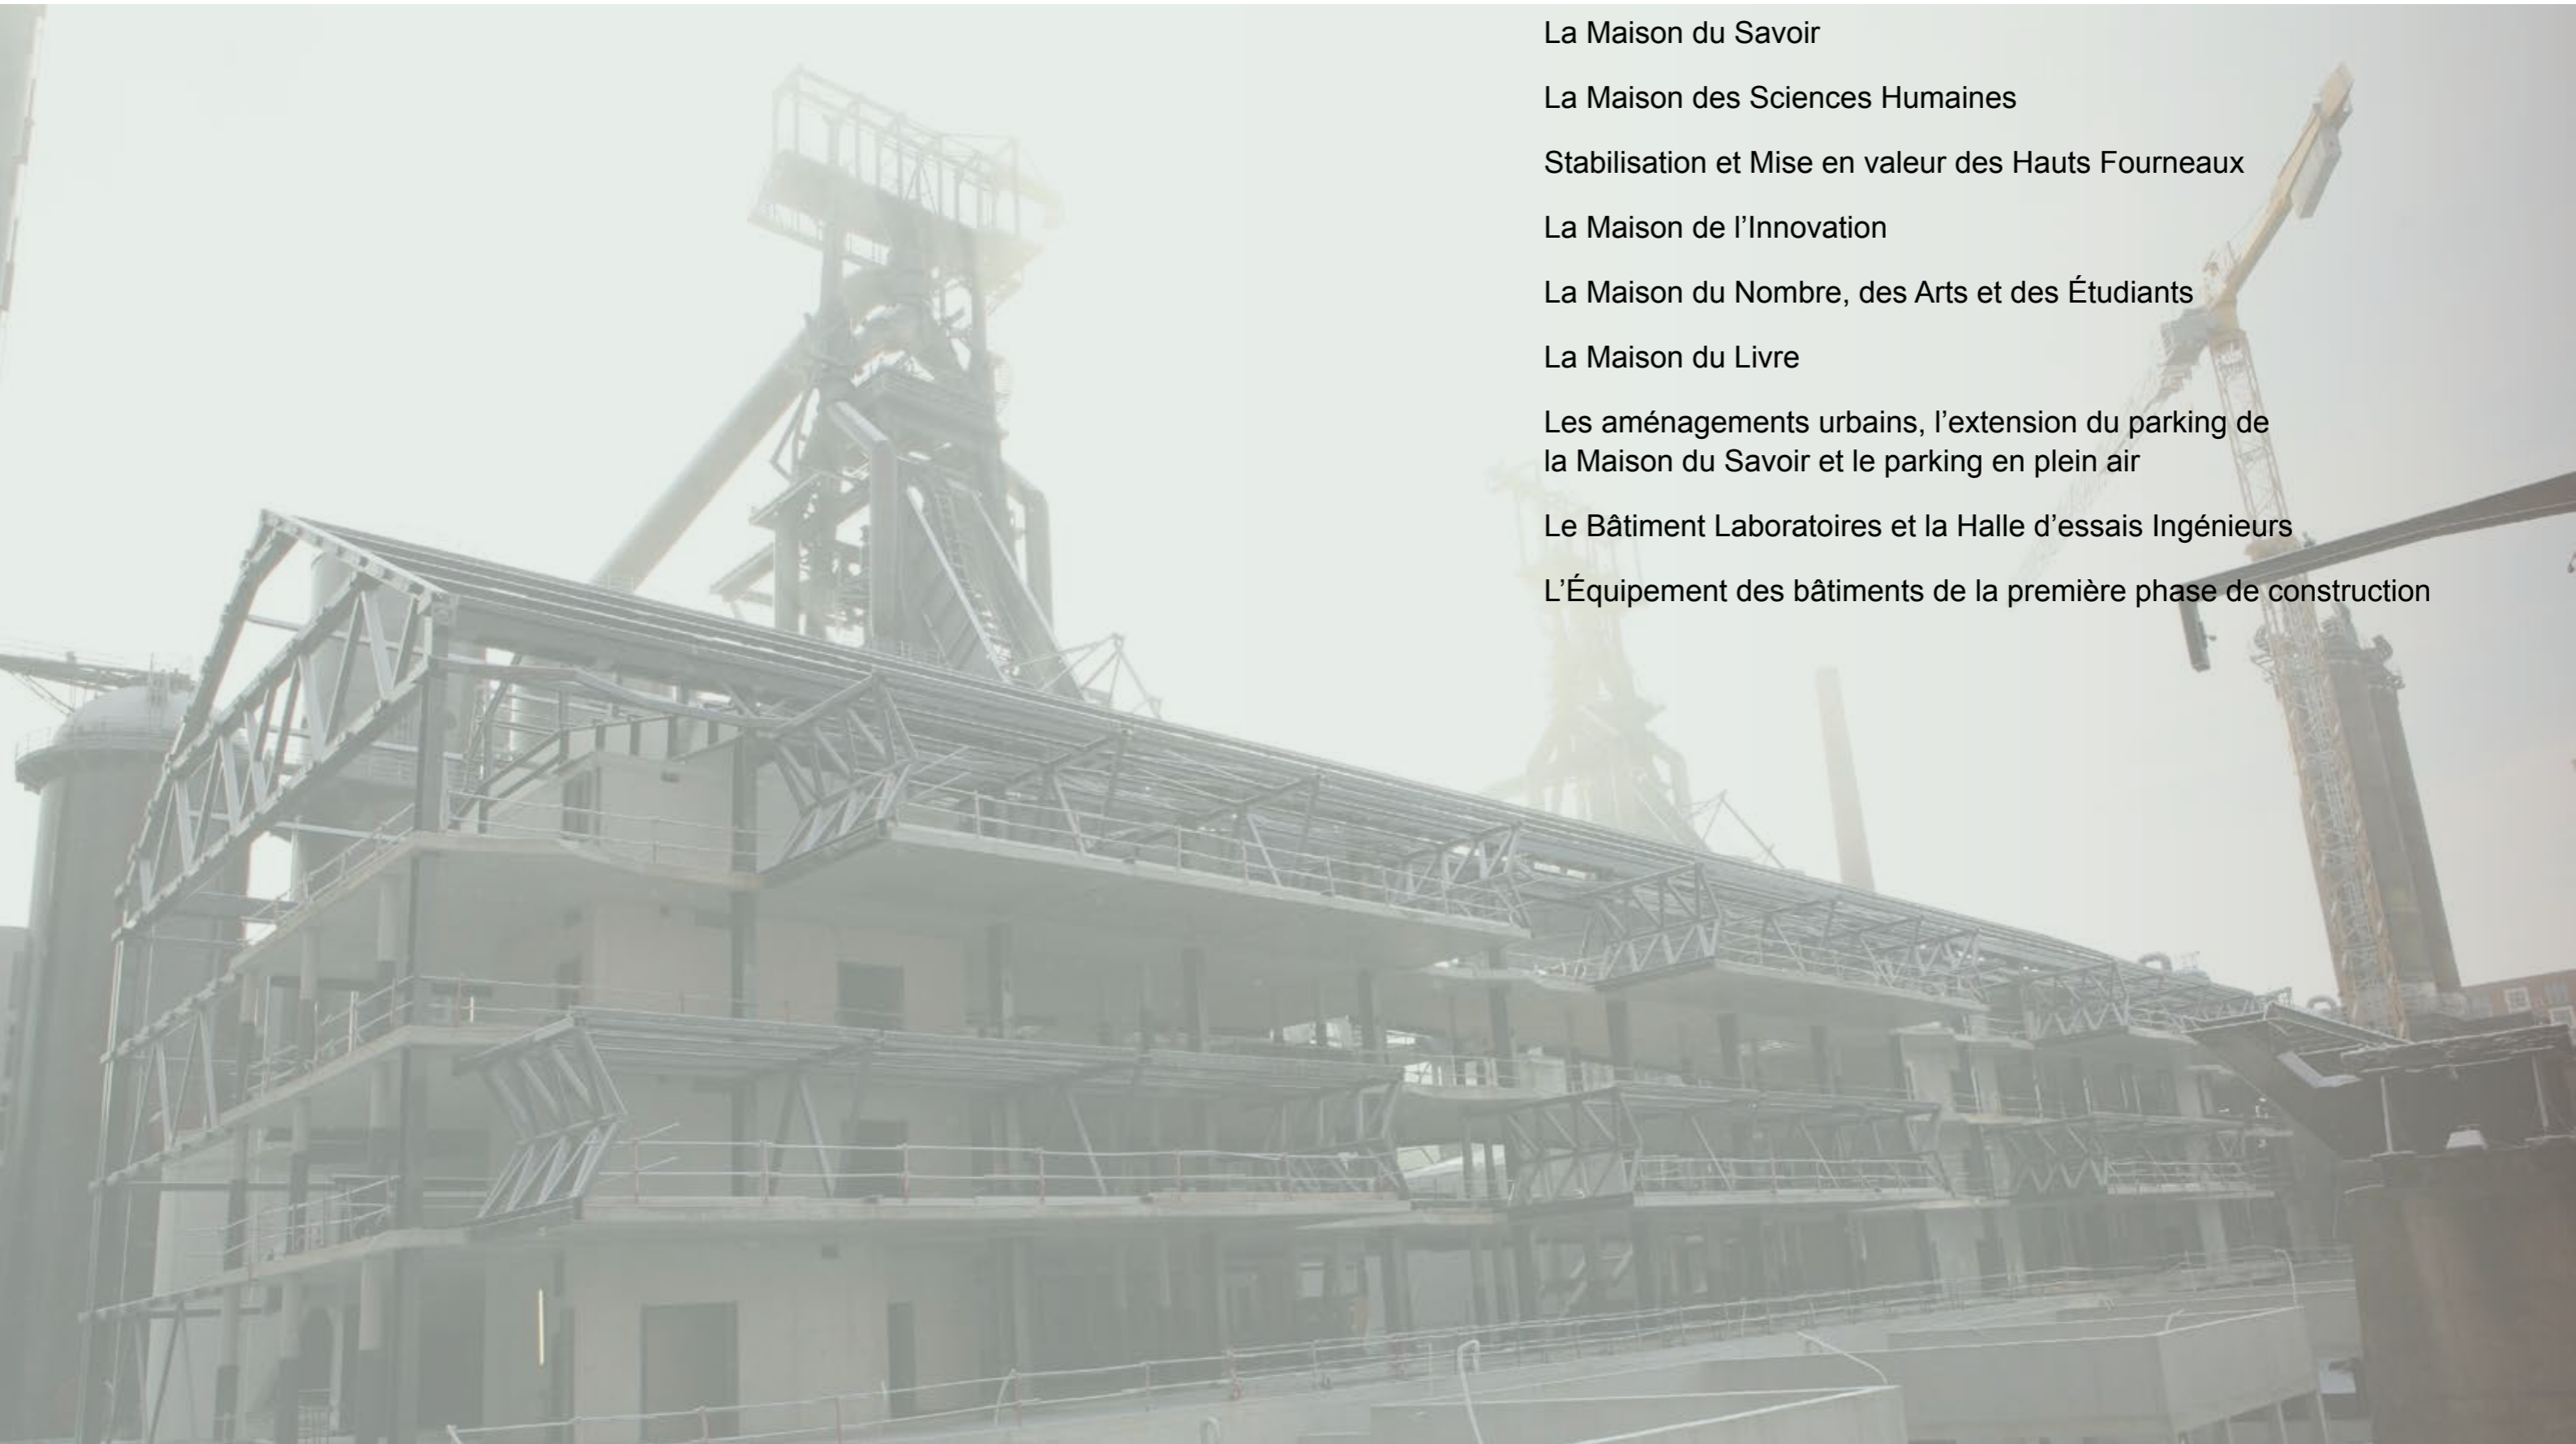 La Maison du Savoir
La Maison des Sciences Humaines
Stabilisation et Mise en valeur des Hauts Fourneaux
La Maison de l’Innovation
La Maison du Nombre, des Arts et des Étudiants
La Maison du Livre
Les aménagements urbains, l’extension du parking de
la Maison du Savoir et le parking en plein air
Le Bâtiment Laboratoires et la Halle d’essais Ingénieurs
L’Équipement des bâtiments de la première phase de construction